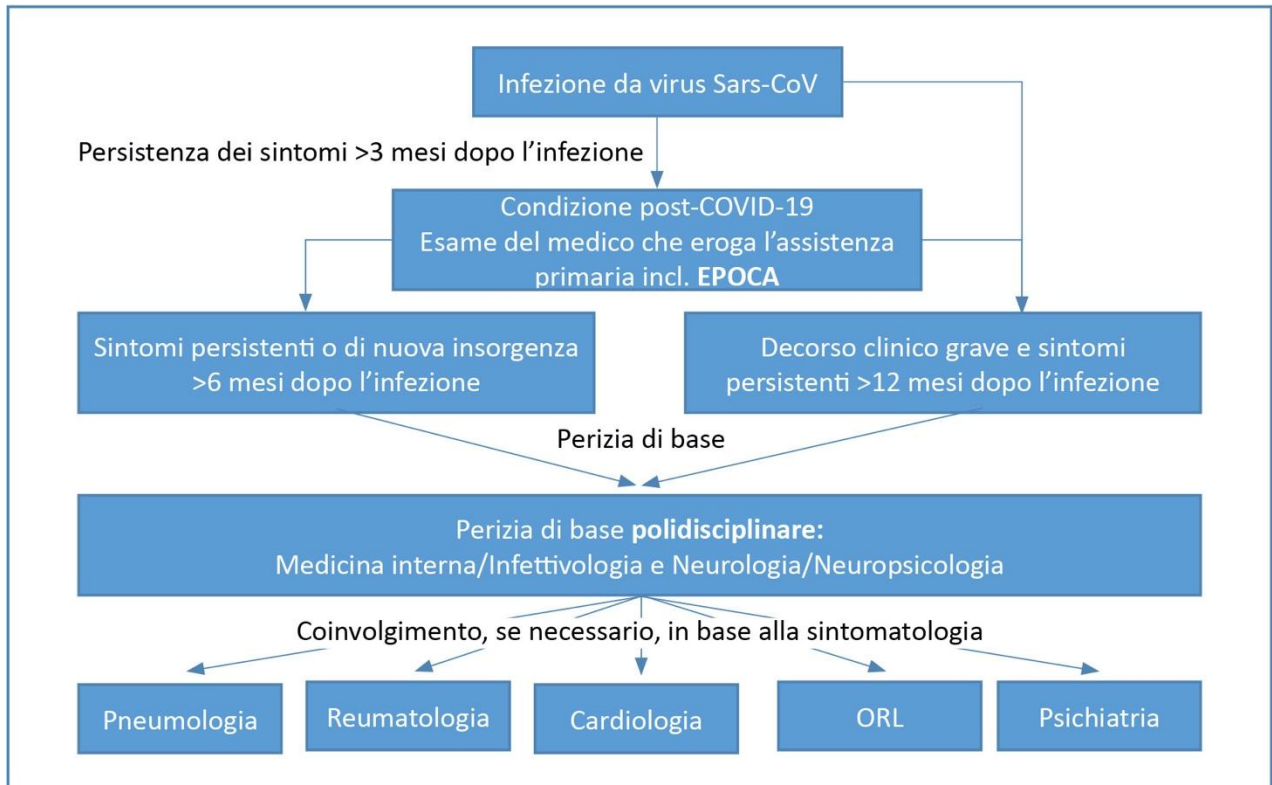 Infezione da virus Sars-CoV
Persistenza dei sintomi >3 mesi dopo l’infezione
Condizione post-COVID-19
Esame del medico che eroga l’assistenza
primaria incl. EPOCA
Sintomi persistenti o di nuova insorgenza
>6 mesi dopo l’infezione
Decorso clinico grave e sintomi
persistenti >12 mesi dopo l’infezione
Perizia di base
Perizia di base polidisciplinare:
Medicina interna/Infettivologia e Neurologia/Neuropsicologia
Coinvolgimento, se necessario, in base alla sintomatologia
Pneumologia
Reumatologia
Cardiologia
ORL
Psichiatria